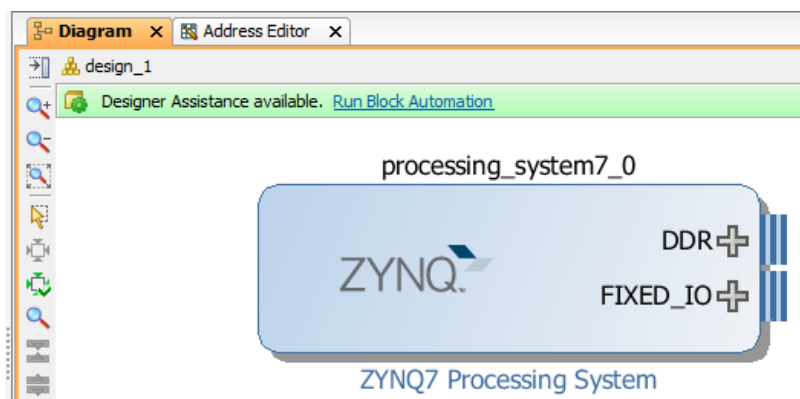 Diagram X Address Editor X
design_1
Designer Assistance available. Run Block Automation
processing_system7_0
ZYNQ
DDR
FIXED_IO
ZYNQ7 Processing System